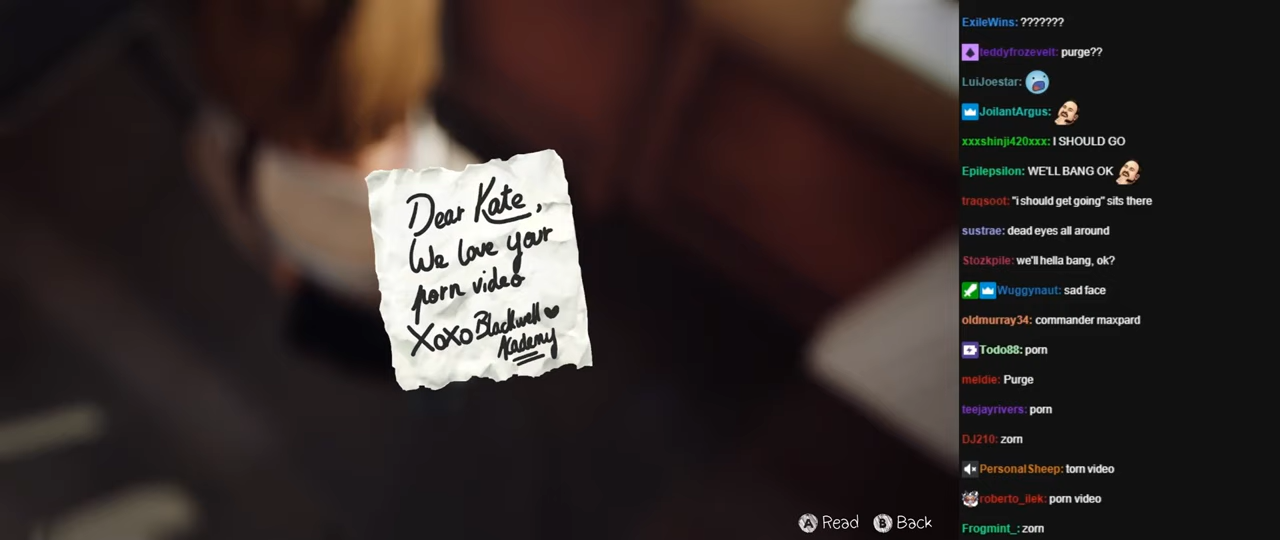 Dear Kate,
We love your
porn video
XoXo Blackwell
Academy
Read
Back
ExileWins: ???????
teddyfrozevelt: purge??
LuiJoestar:
JoilantArgus:
xxxshinji420xxx: I SHOULD GO
Epilepsilon: WE'LL BANG OK
traqsoot: "i should get going" sits there
sustrae: dead eyes all around
Stozkpile: we'll hella bang, ok?
Wuggynaut: sad face
oldmurray34: commander maxpard
Todo88: porn
meldie: Purge
teejayrivers: porn
DJ210: zorn
PersonalSheep: torn video
roberto_ilek: porn video
Frogmint_: zorn